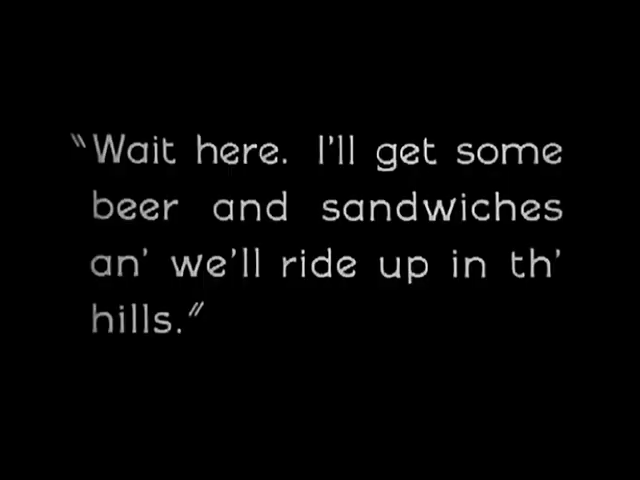 "Wait here. I'll get some
beer and sandwiches
an' we'll ride up in th'
hills."